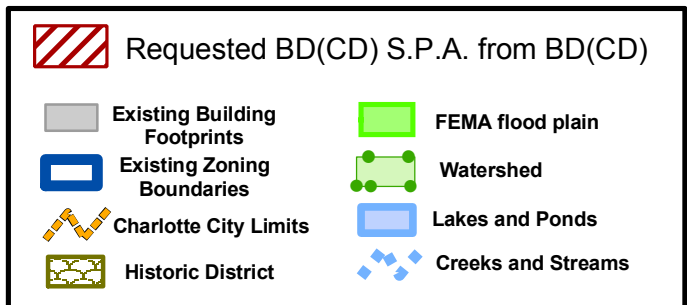 Requested BD(CD) S.P.A. from BD(CD)
Existing Building
Footprints
Existing Zoning
Boundaries
Charlotte City Limits
Historic District
FEMA flood plain
Watershed
Lakes and Ponds
Creeks and Streams